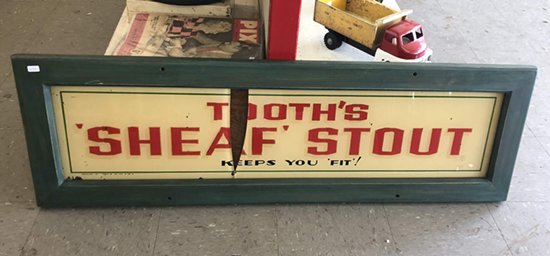 PIX
TOOTH'S
'SHEAF' STOUT
KEEPS YOU 'FIT'!